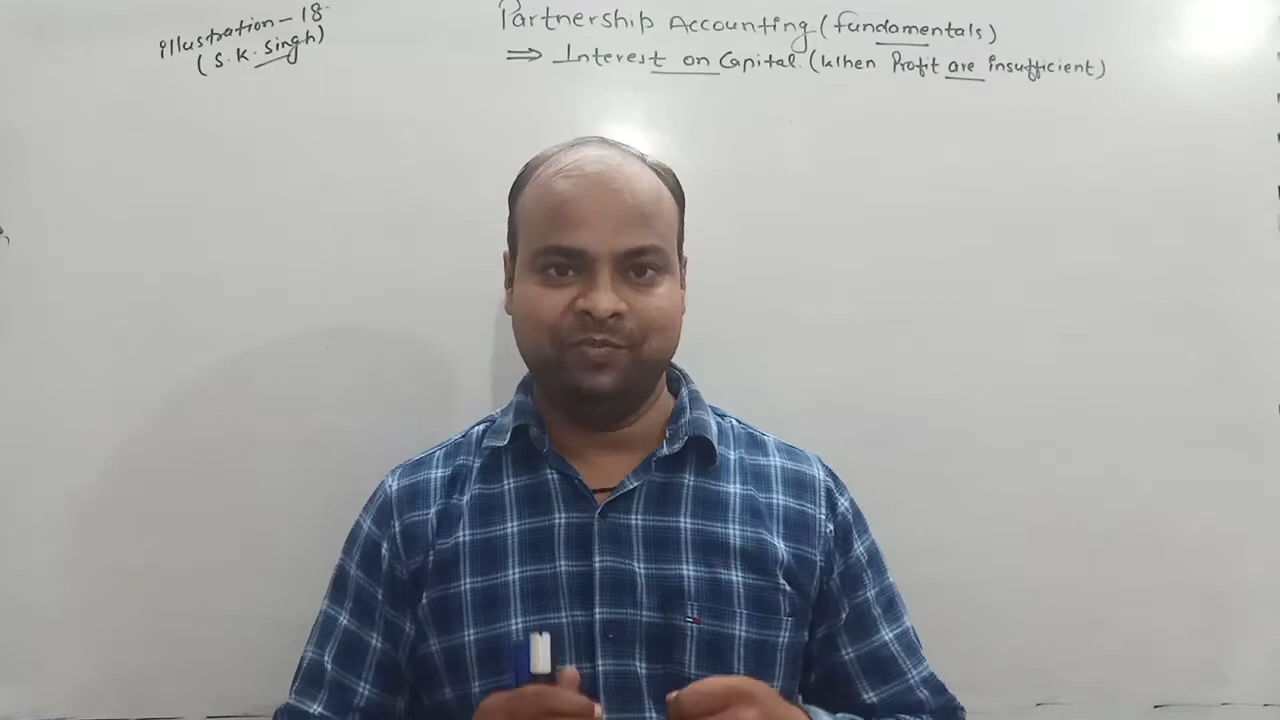 illustration - 18
(S.K. Singh)
Partnership Accounting (fundamentals)
⇒ Interest on Capital. (When Profit are insufficient)